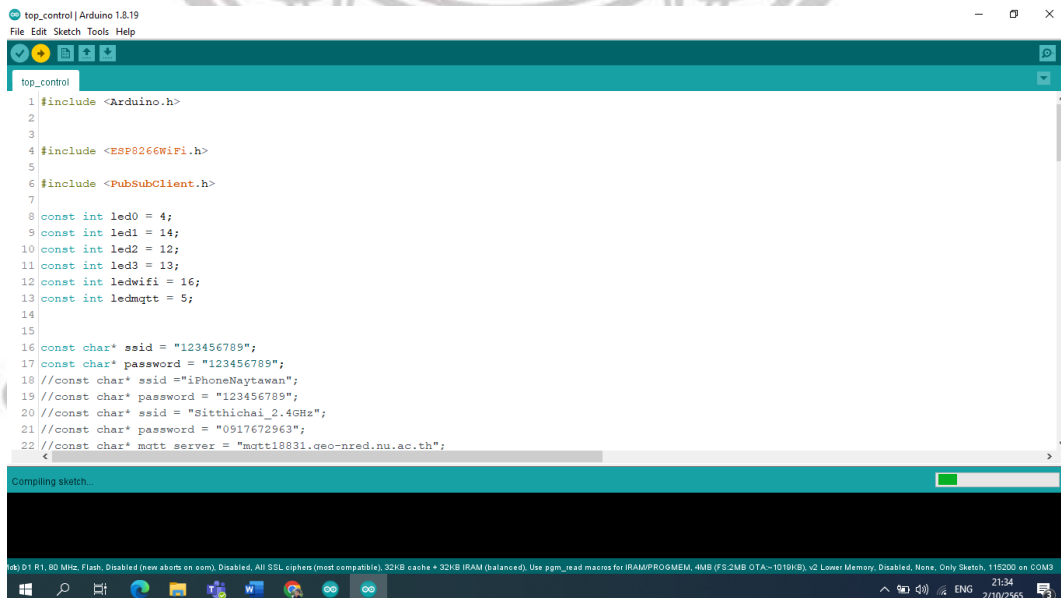 top_control | Arduino 1.8.19
File Edit Sketch Tools Help
top_control
1 #include <Arduino.h>
2
3
4 #include <ESP8266WiFi.h>
5
6 #include <PubSubClient.h>
7
8 const int led0 = 4;
9 const int led1 = 14;
10 const int led2 = 12;
11 const int led3 = 13;
12 const int ledwifi = 16;
13 const int ledmqtt = 5;
14
15
16 const char* ssid = "123456789";
17 const char* password = "123456789";
18 //const char* ssid ="iPhoneNaytawan";
19 //const char* password = "123456789";
20 //const char* ssid = "Sitthichai_2.4GHz";
21 //const char* password = "0917672963";
22 //const char* mqtt_server = "mqtt18831.geo-nred.nu.ac.th";
Compiling sketch...
D1 R1, 80 MHz, Flash, Disabled (new aborts on oom), Disabled, All SSL ciphers (most compatible), 32KB cache + 32KB IRAM (balanced), Use pgm_read macros for IRAM/PROGMEM, 4MB (FS:2MB OTA:~1019KB), v2 Lower Memory, Disabled, None, Only Sketch, 115200 on COM3
ENG
21:34
2/10/2565